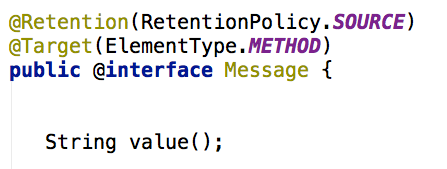 @Retention(RetentionPolicy.SOURCE)
@Target(ElementType.METHOD)
public @interface Message {
String value();